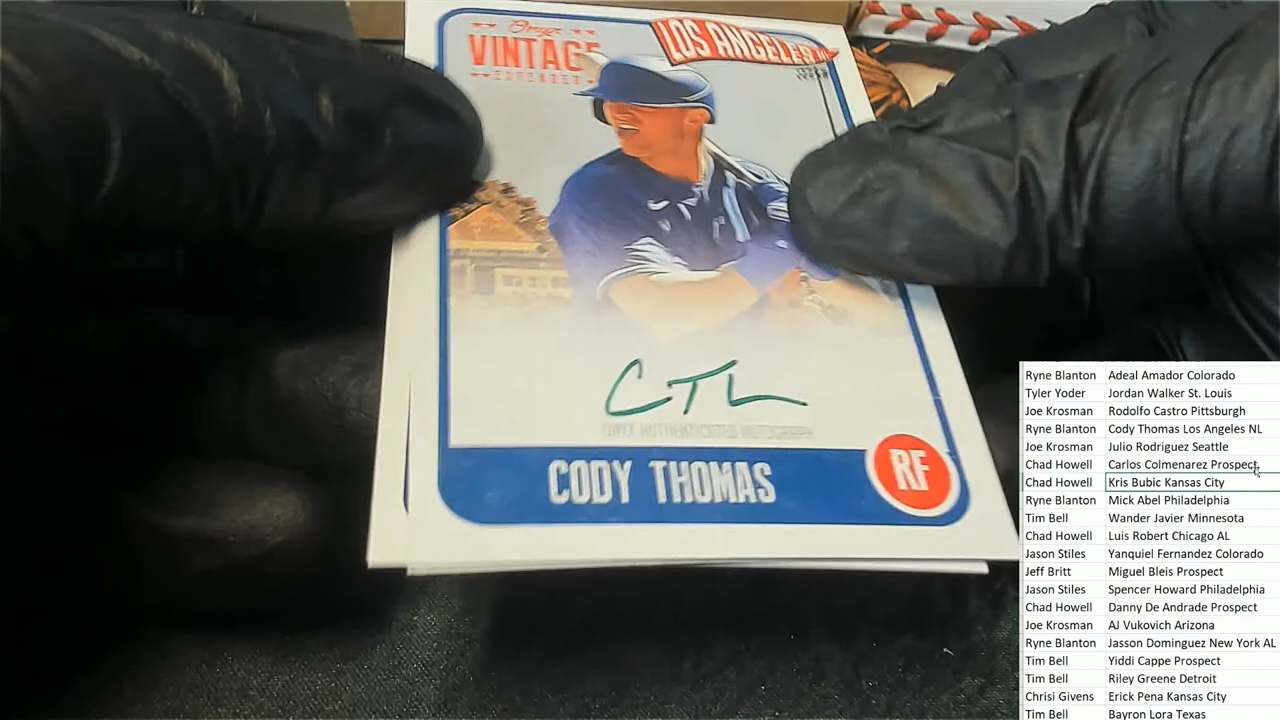 Onyx
VINTAGE
EXTENDED
LOS ANGELES
CTh
ONYX AUTHENTICATED AUTOGRAPH
CODY THOMAS
RF
Ryne Blanton Adeal Amador Colorado
Tyler Yoder Jordan Walker St. Louis
Joe Krosman Rodolfo Castro Pittsburgh
Ryne Blanton Cody Thomas Los Angeles NL
Joe Krosman Julio Rodriguez Seattle
Chad Howell Carlos Colmenarez Prospect
Chad Howell Kris Bubic Kansas City
Ryne Blanton Mick Abel Philadelphia
Tim Bell Wander Javier Minnesota
Chad Howell Luis Robert Chicago AL
Jason Stiles Yanquiel Fernandez Colorado
Jeff Britt Miguel Bleis Prospect
Jason Stiles Spencer Howard Philadelphia
Chad Howell Danny De Andrade Prospect
Joe Krosman AJ Vukovich Arizona
Ryne Blanton Jasson Dominguez New York AL
Tim Bell Yiddi Cappe Prospect
Tim Bell Riley Greene Detroit
Chrisi Givens Erick Pena Kansas City
Tim Bell Bayron Lora Texas